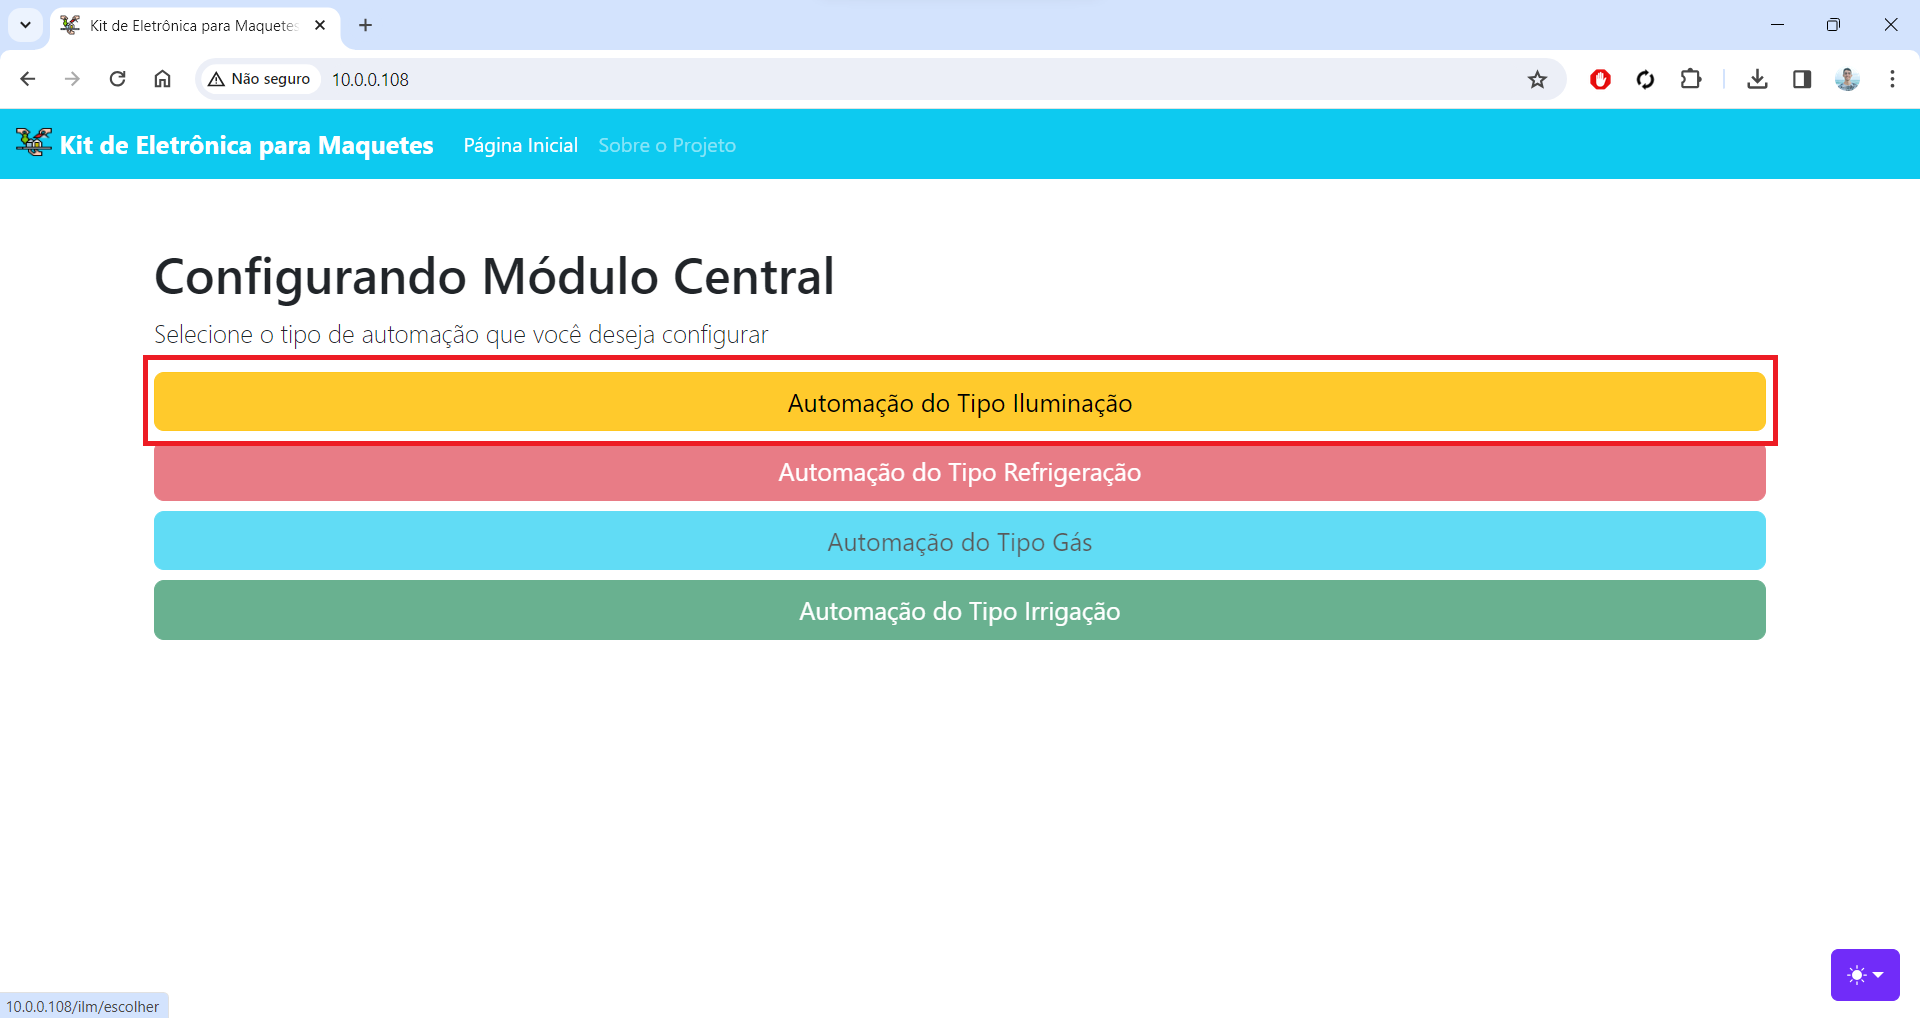 Kit de Eletrônica para Maquetes
Não seguro
10.0.0.108
Kit de Eletrônica para Maquetes
Página Inicial
Sobre o Projeto
Configurando Módulo Central
Selecione o tipo de automação que você deseja configurar
Automação do Tipo Iluminação
Automação do Tipo Refrigeração
Automação do Tipo Gás
Automação do Tipo Irrigação
10.0.0.108/ilm/escolher